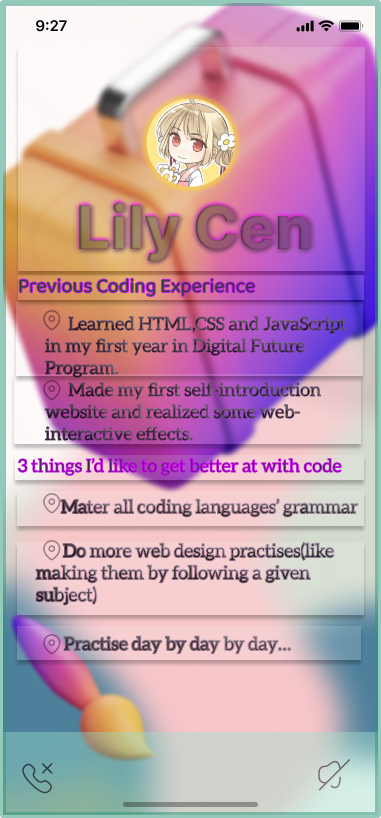 9:27
Lily Cen
Previous Coding Experience
Learned HTML,CSS and JavaScript
in my first year in Digital Future
Program.
Made my first self-introduction
website and realized some web-
interactive effects.
3 things I'd like to get better at with code
Mater all coding languages' grammar
Do more web design practises(like
making them by following a given
subject)
Practise day by day by day...